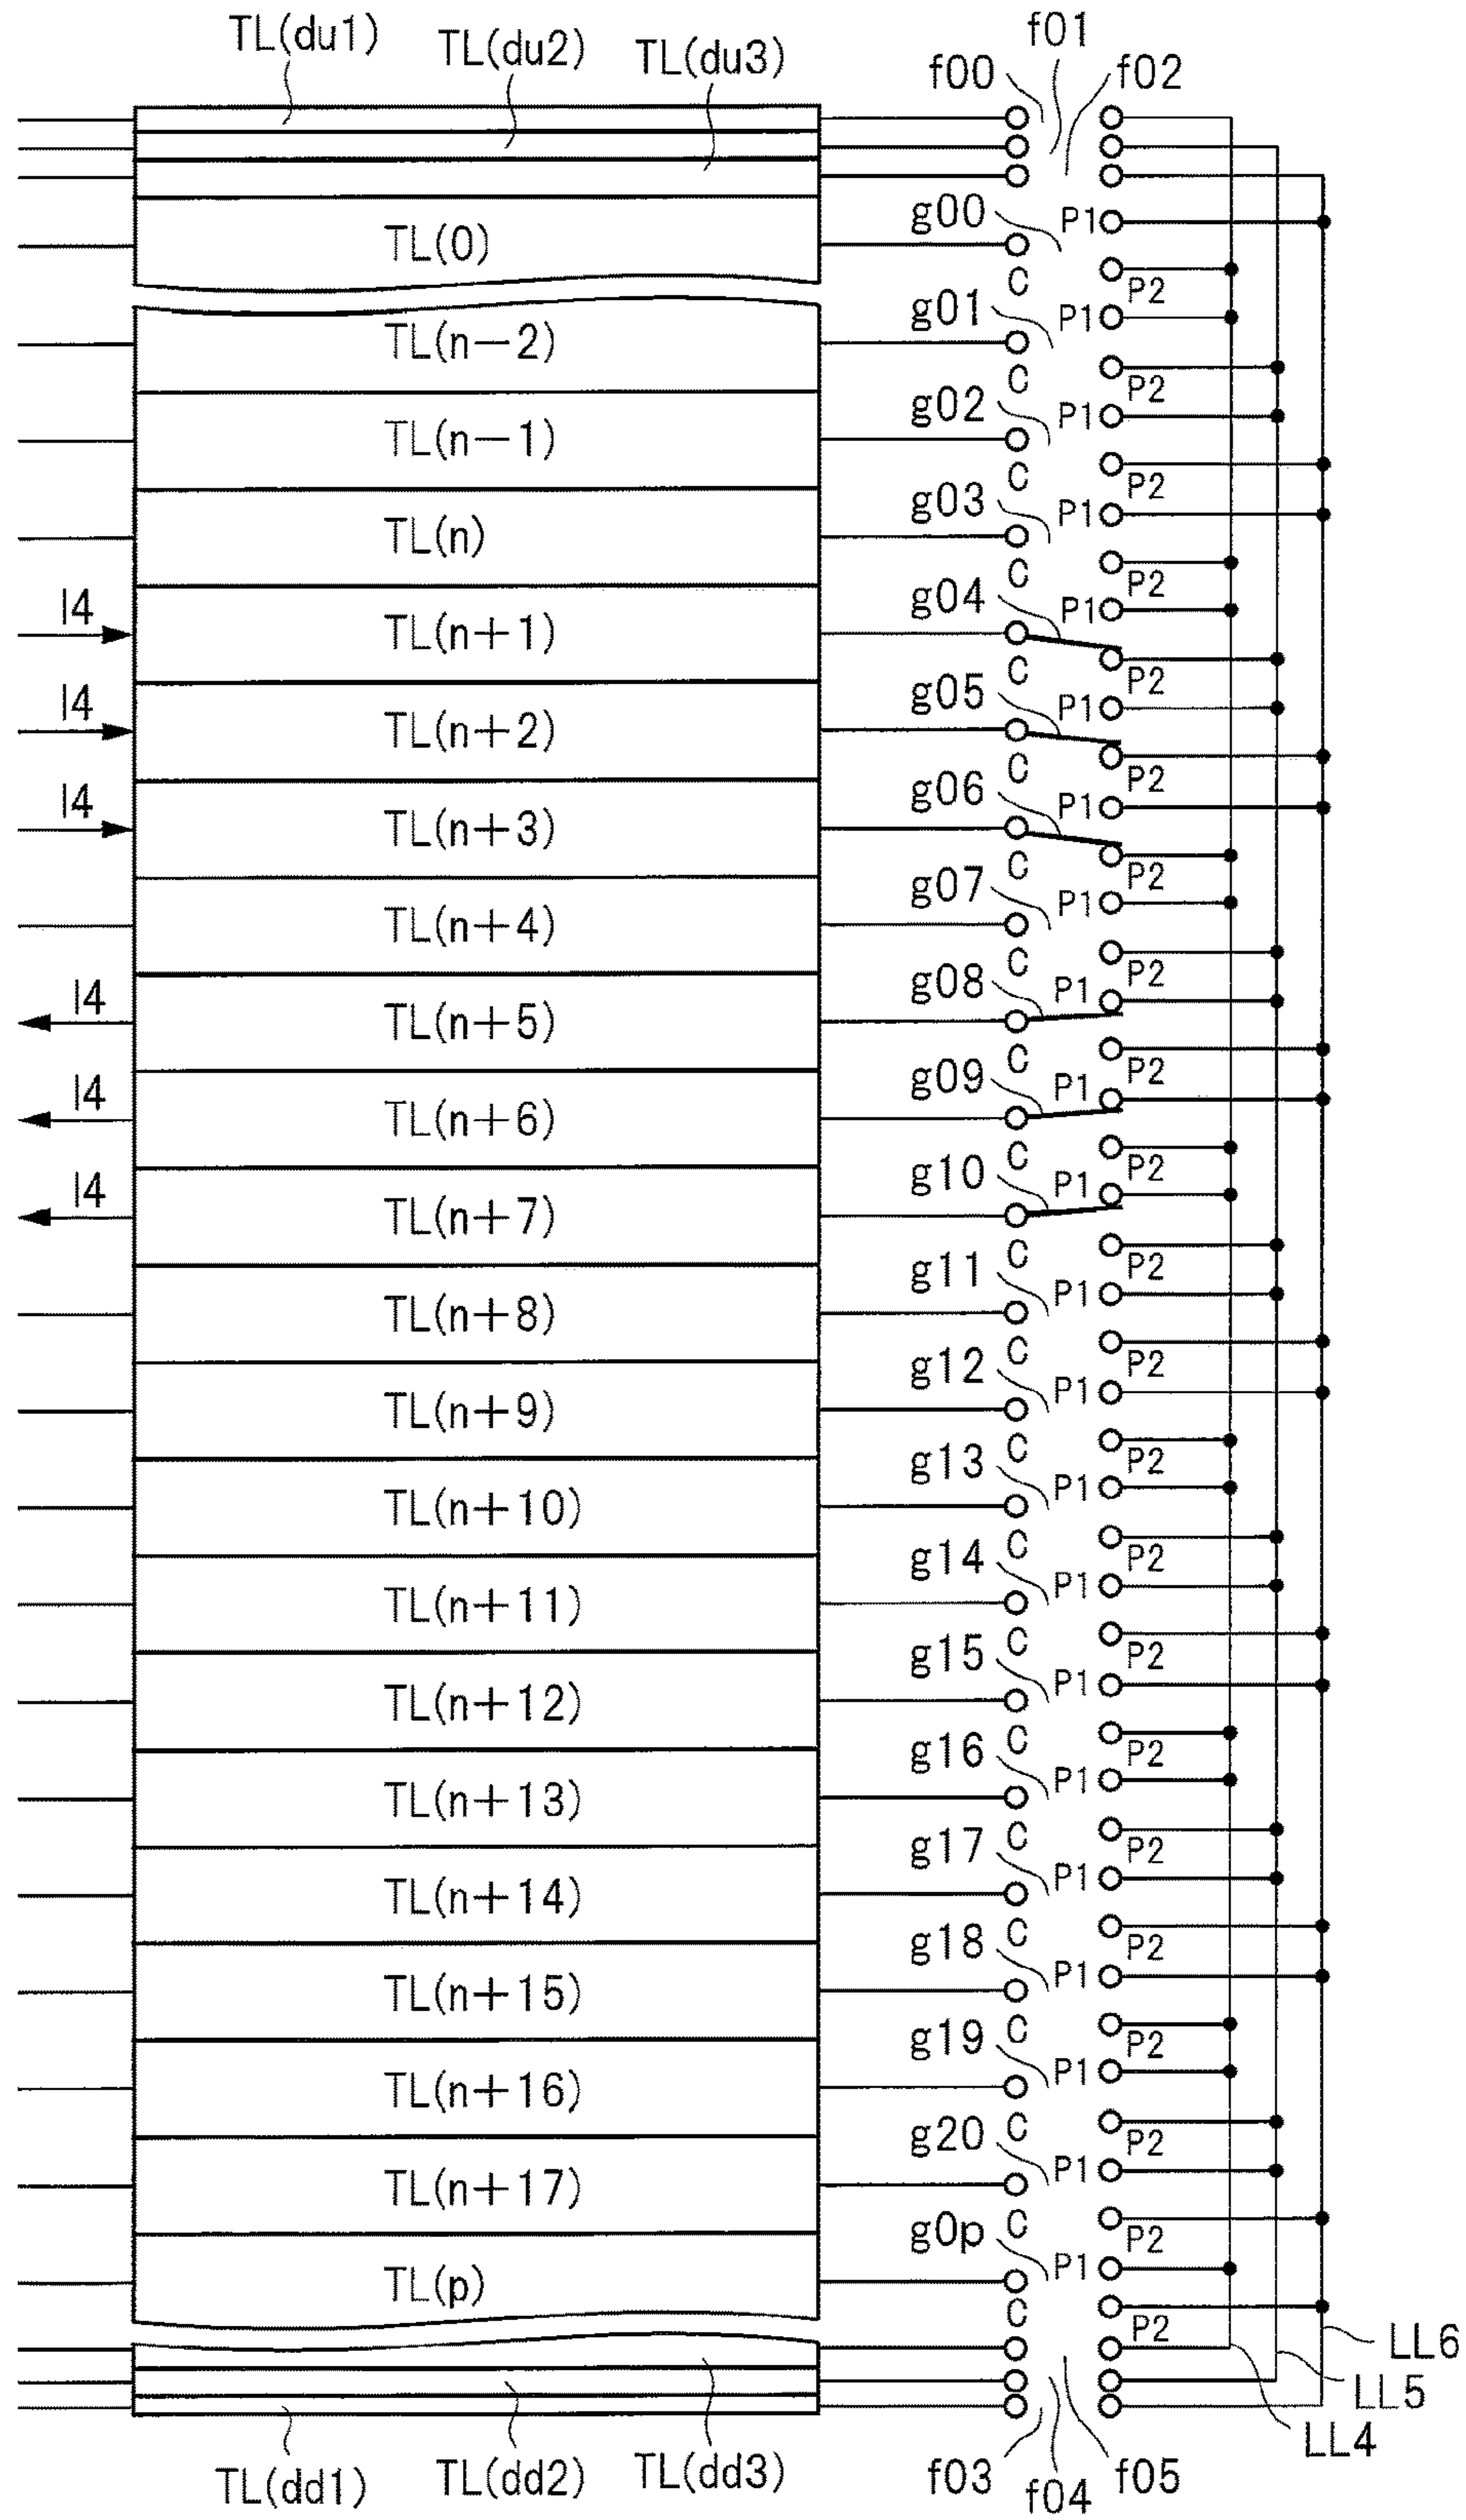 TL(du1) TL(du2) TL(du3) f00 f01 f02
g00 P1
TL(0)
C P2
g01 P1
TL(n−2)
C P2
g02 P1
TL(n−1)
C P2
g03 P1
TL(n)
C P2
I4 g04 P1
TL(n+1)
C P2
I4 g05 P1
TL(n+2)
C P2
I4 g06 P1
TL(n+3)
C P2
g07 P1
TL(n+4)
C P2
I4 g08 P1
TL(n+5)
C P2
I4 g09 P1
TL(n+6)
C P2
I4 g10 P1
TL(n+7)
C P2
g11 P1
TL(n+8)
C P2
g12 P1
TL(n+9)
C P2
g13 P1
TL(n+10)
C P2
g14 P1
TL(n+11)
C P2
g15 P1
TL(n+12)
C P2
g16 P1
TL(n+13)
C P2
g17 P1
TL(n+14)
C P2
g18 P1
TL(n+15)
C P2
g19 P1
TL(n+16)
C P2
g20 P1
TL(n+17)
C P2
g0p P1
TL(p)
C P2
LL6
LL5
LL4
TL(dd1) TL(dd2) TL(dd3) f03 f04 f05